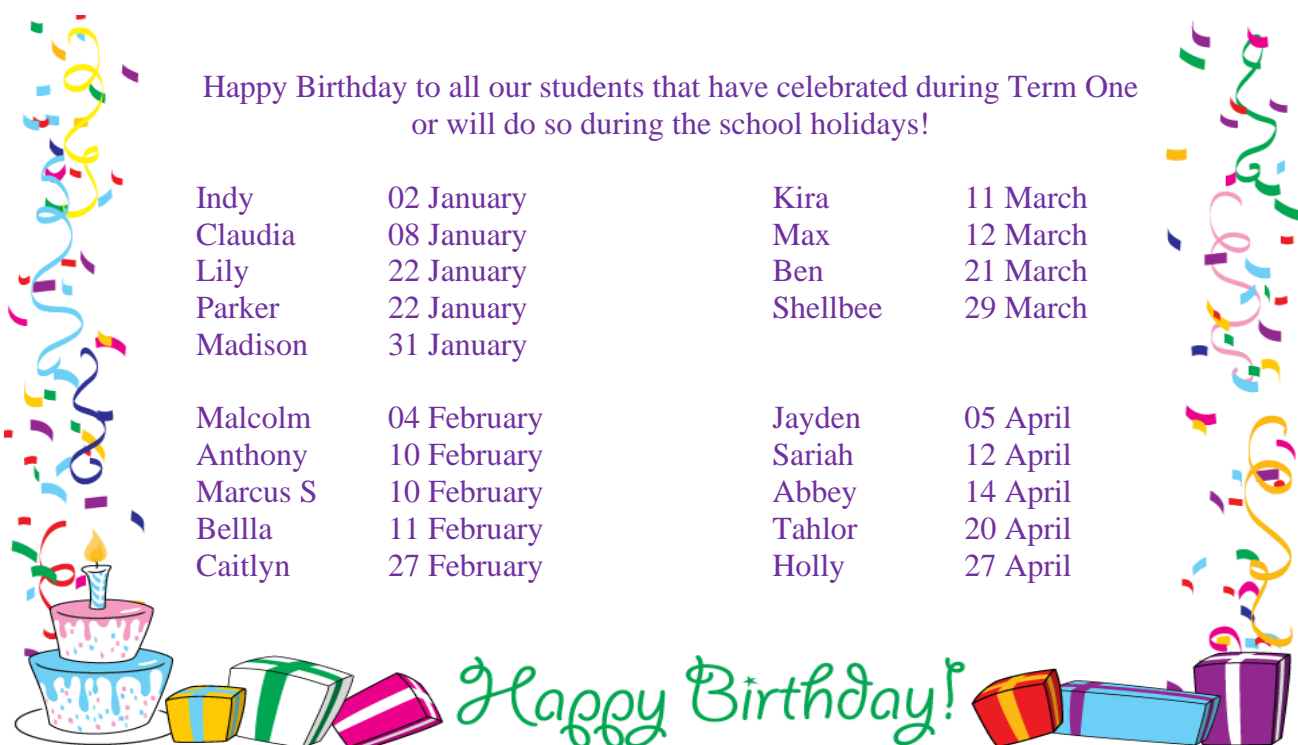 Happy Birthday to all our students that have celebrated during Term One
or will do so during the school holidays!
Indy 02 January
Claudia 08 January
Lily 22 January
Parker 22 January
Madison 31 January
Malcolm 04 February
Anthony 10 February
Marcus S 10 February
Bellla 11 February
Caitlyn 27 February
Kira 11 March
Max 12 March
Ben 21 March
Shellbee 29 March
Jayden 05 April
Sariah 12 April
Abbey 14 April
Tahlor 20 April
Holly 27 April
Happy Birthday!